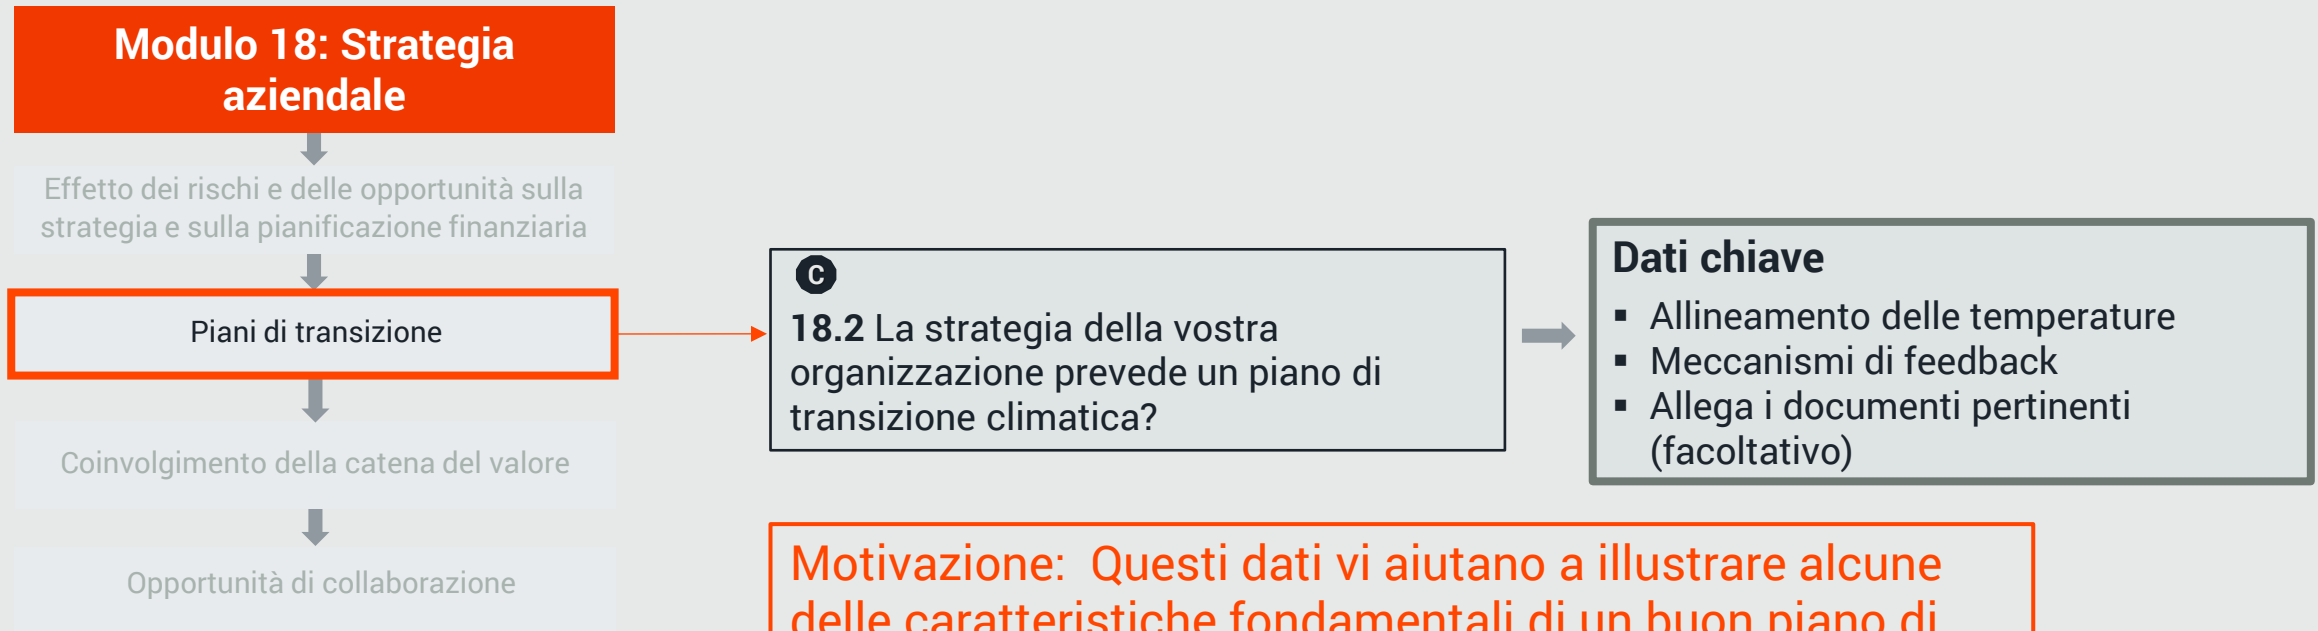 Modulo 18: Strategia
aziendale
Effetto dei rischi e delle opportunità sulla
strategia e sulla pianificazione finanziaria
Piani di transizione
Coinvolgimento della catena del valore
Opportunità di collaborazione
C
18.2 La strategia della vostra
organizzazione prevede un piano di
transizione climatica?
Dati chiave
▪ Allineamento delle temperature
▪ Meccanismi di feedback
▪ Allega i documenti pertinenti
(facoltativo)
Motivazione: Questi dati vi aiutano a illustrare alcune
delle caratteristiche fondamentali di un buon piano di